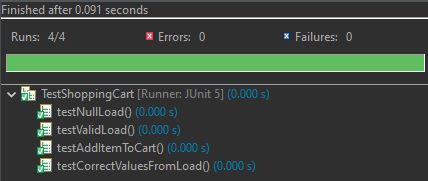 Finished after 0.091 seconds
Runs: 4/4 Errors: 0 Failures: 0
TestShoppingCart [Runner: JUnit 5] (0.000 s)
testNullLoad() (0.000 s)
testValidLoad() (0.000 s)
testAddItemToCart() (0.000 s)
testCorrectValuesFromLoad() (0.000 s)